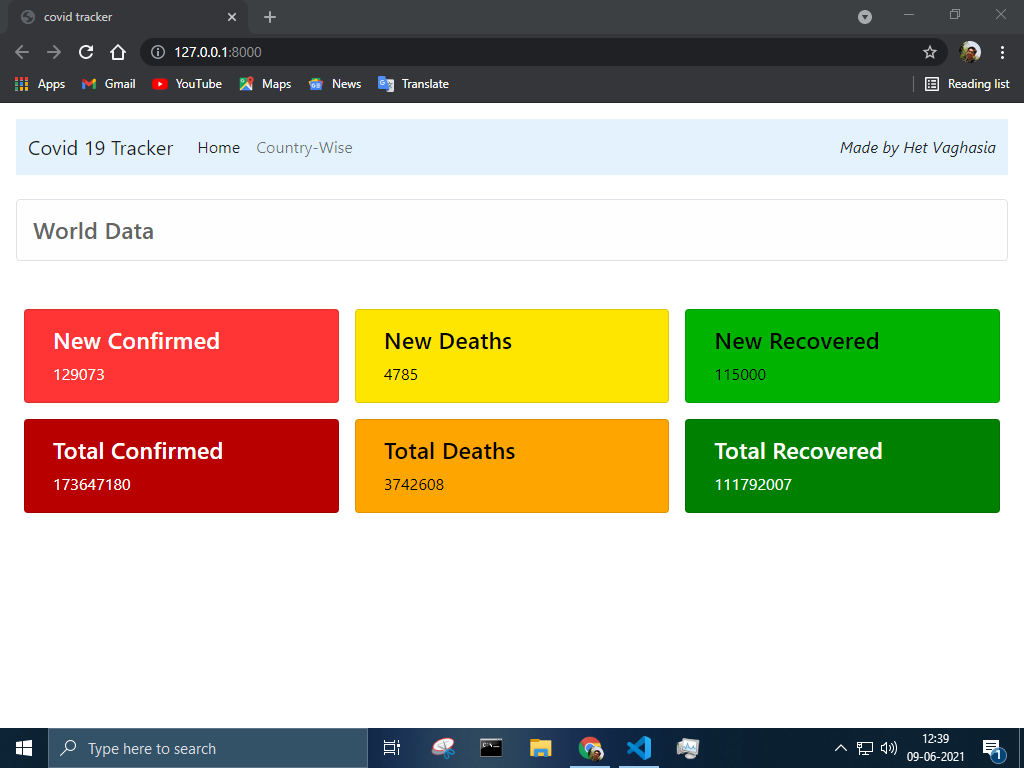 covid tracker
127.0.0.1:8000
Apps Gmail YouTube Maps News Translate Reading list
Covid 19 Tracker Home Country-Wise Made by Het Vaghasia
World Data
New Confirmed
129073
New Deaths
4785
New Recovered
115000
Total Confirmed
173647180
Total Deaths
3742608
Total Recovered
111792007
Type here to search
12:39
09-06-2021
1